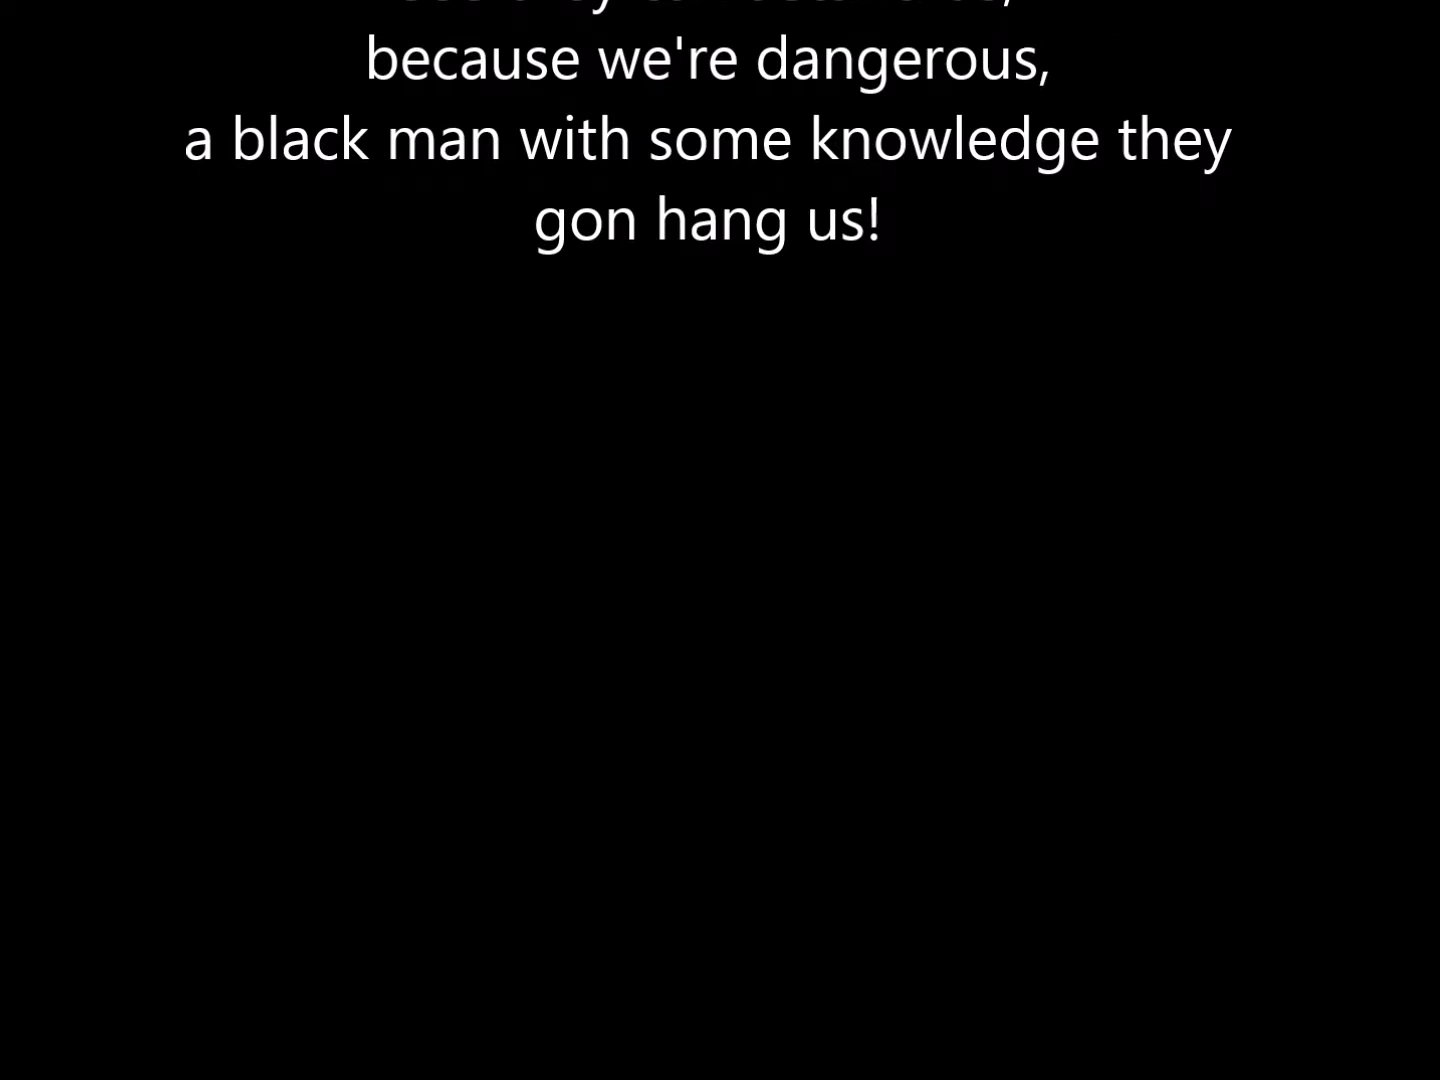 because we're dangerous,
a black man with some knowledge they
gon hang us!